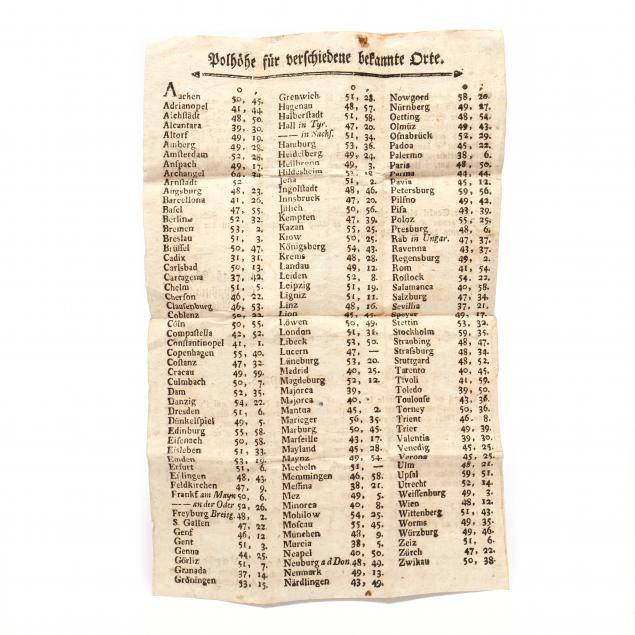 Polhöhe für verschiedene bekannte Orte.
o ,
Aachen 50, 45.
Adrianopel 41, 44
Aichstädt 48, 50.
Alcantara 39, 30.
Altorf 49, 19.
Amberg 49, 28.
Amsterdam 52, 28.
Anspach 49, 17.
Archangel 64, 34
Arnstadt 52
Augsburg 48, 23.
Barcellona 41, 26.
Basel 47, 55.
Berlin 52, 32.
Bremen 53, 2.
Breslau 51, 3.
Brüssel 50, 47
Cadix 31, 31.
Carlsbad 50, 13.
Cartagena 37, 42.
Chelm 51, 5.
Cherson 46, 22.
Clausenburg 46, 53.
Coblenz 50, 22
Cöln 50, 55.
Compastella 42, 52.
Constantinopel 41, 1.
Copenhagen 55, 40.
Costanz 47, 32
Cracau 49, 59.
Culmbach 50, 7.
Dam 52, 35.
Danzig 54, 22.
Dresden 51, 6.
Dünkelspiel 49, 5.
Edinburg 55, 58.
Eisenach 50, 58.
Eisleben 51, 33.
Emden 53, 19.
Erfurt 51, 6.
Eslingen 48, 43.
Feldkirchen 47, 9.
Frankf am Mayn 50, 6.
—— an der Oder 52, 26.
Freyburg Breisg. 48, 2.
S. Gallen 47, 22.
Genf 46, 12.
Gent 51, 3.
Genua 44, 25.
Görliz 51, 7.
Granada 37, 14.
Gröningen 53, 15.
o ,
Grenwich 51, 28.
Hagenau 48, 57.
Halberstadt 51, 58.
Hall in Tyr. 47, 20.
—— in Sachs. 51, 34.
Hamburg 53, 36.
Heidelberg 49, 24.
Heilbronn 49, 3.
Hildesheim 52,
Jena 51, 2.
Ingolstadt 48, 46.
Innsbruck 47, 20.
Jülich 50, 56.
Kempten 47, 39.
Kazan 55, 25.
Kiow 50, 25.
Königsberg 54, 43.
Krems 48, 28.
Landau 49, 12.
Leiden 52, 8.
Leipzig 51, 19.
Ligniz 51, 11.
Linz 48, 16.
Lion 45, 45.
Löwen 50, 49.
London 51, 31.
Libeck 53, 50.
Lucern 47, —
Lüneburg 53, 20.
Madrid 40, 25.
Magdeburg 52, 12.
Majorca 39,
Majorca 40,
Mantua 45, 2.
Marieger 56, 35.
Marburg 50, 45.
Marseille 43, 17.
Mayland 45, 28.
Maynz 49, 54.
Mecheln 51, —
Memmingen 46, 58.
Messina 38, 21.
Mez 49, 5.
Minorca 40, 8.
Mohilow 54, 25.
Moscau 55, 45.
München 48, 9.
Murcia 38, 5.
Neapel 40, 50.
Neuburg a d Don. 48, 49.
Neumark 49, 13.
Närdlingen 43, 49.
o ,
Nowgord 58, 26.
Nürnberg 49, 27.
Oetting 48, 54.
Olmüz 49, 43.
Osnabrück 52, 29.
Padoa 45, 22.
Palermo 38, 6.
Paris 48, 50.
Parma 44, 44.
Pavia 45, 12.
Petersberg 59, 56.
Pilsno 49, 42.
Pisa 43, 39.
Poloz 55, 25.
Presburg 48, 6.
Rab in Ungar. 47, 37.
Ravenna 43, 37.
Regensburg 49, 2.
Rom 41, 54.
Rostock 54, 22.
Salamanca 40, 58.
Salzburg 47, 34.
Sevillia 37, 21.
Speyer 49, 17.
Stettin 53, 32.
Stockholm 59, 35.
Straubing 48, 47.
Strasburg 48, 34.
Stuttgard 48, 52.
Tarento 40, 45.
Tivoli 41, 59.
Toledo 39, 50.
Toulouse 43, 36.
Torney 50, 36.
Trient 46, 8.
Trier 49, 39.
Valentia 39, 30.
Venedig 45, 25.
Verona 45, 25.
Ulm 48, 21.
Upsal 59, 51.
Utrecht 52, 14.
Weissenburg 49, 3.
Wien 48, 12.
Wittenberg 51, 43.
Worms 49, 35.
Würzburg 49, 46.
Zeiz 51, 6.
Zürch 47, 22.
Zwikau 50, 38.